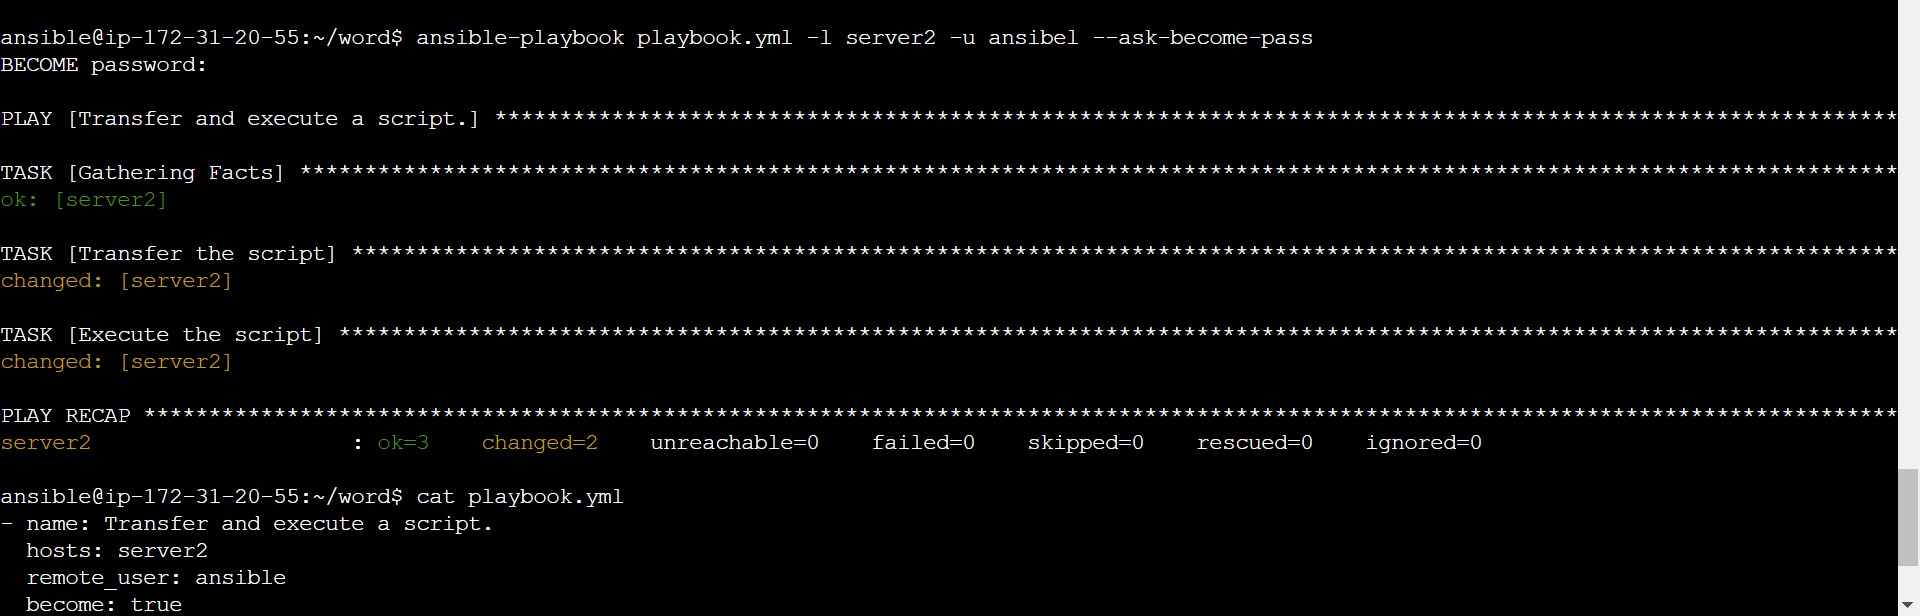 ansible@ip-172-31-20-55:~/word$ ansible-playbook playbook.yml -l server2 -u ansibel --ask-become-pass
BECOME password:
PLAY [Transfer and execute a script.] ************************************************************************************************************
TASK [Gathering Facts] ***************************************************************************************************************************
ok: [server2]
TASK [Transfer the script] ***********************************************************************************************************************
changed: [server2]
TASK [Execute the script] ************************************************************************************************************************
changed: [server2]
PLAY RECAP ***************************************************************************************************************************************
server2                    : ok=3    changed=2    unreachable=0    failed=0    skipped=0    rescued=0    ignored=0
ansible@ip-172-31-20-55:~/word$ cat playbook.yml
- name: Transfer and execute a script.
  hosts: server2
  remote_user: ansible
  become: true